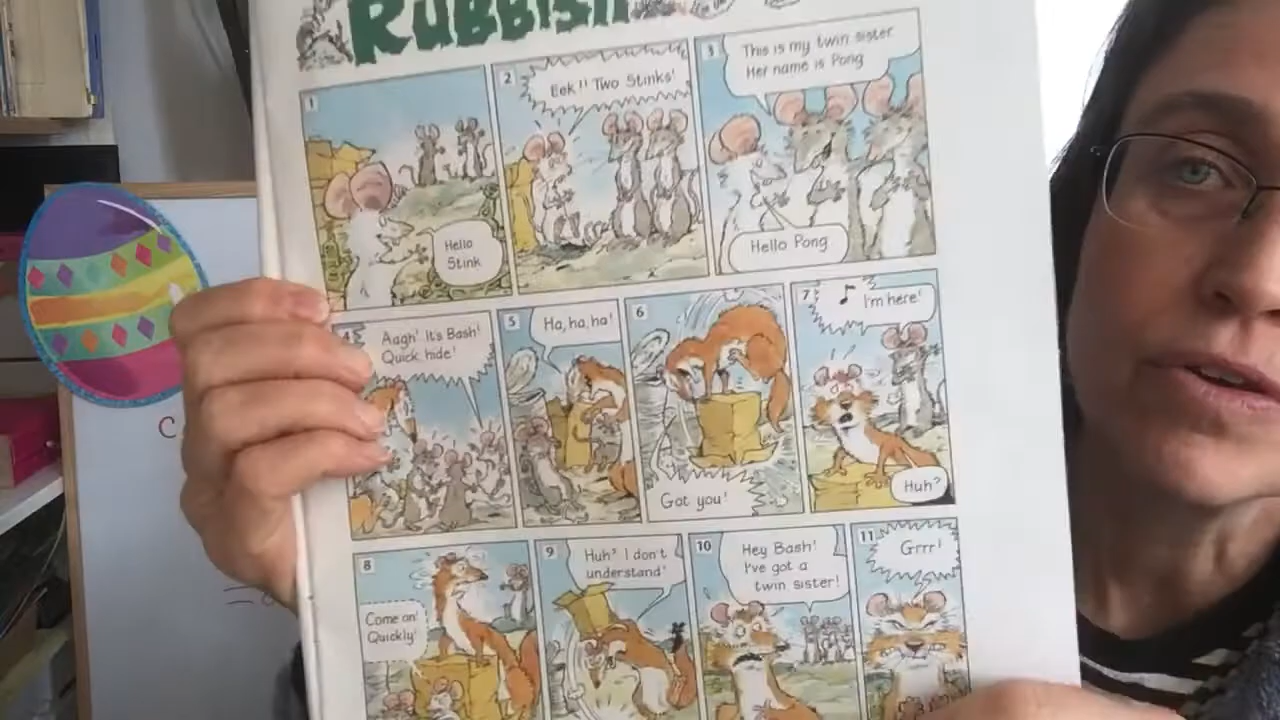 RUBBISH
1
Hello
Stink
2
Eek!! Two Stinks!
3
This is my twin sister.
Her name is Pong
Hello Pong
4
Aagh! It's Bash!
Quick, hide!
5
Ha, ha, ha!
6
Got you!
7
I'm here!
Huh?
8
Come on!
Quickly!
9
Huh? I don't
understand!
10
Hey Bash!
I've got a
twin sister!
11
Grrr!